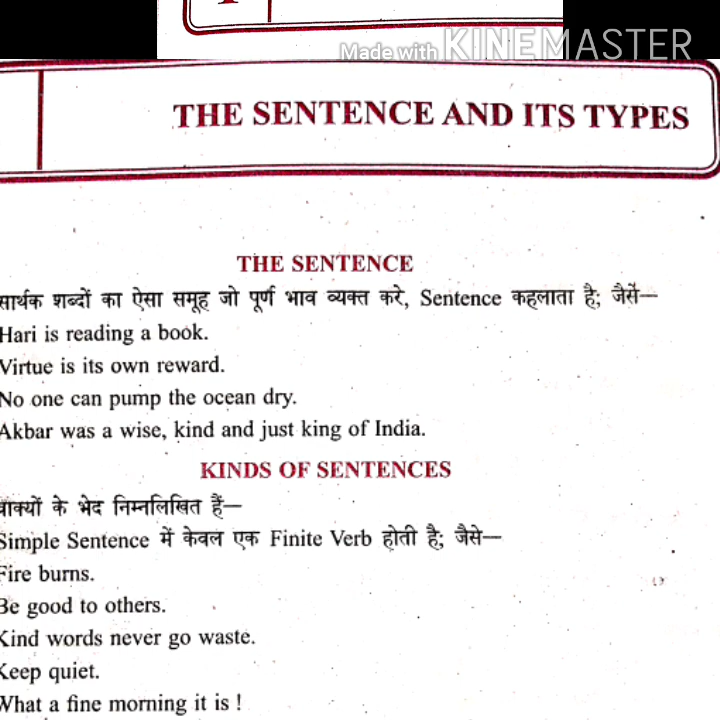 Made with KINEMASTER
THE SENTENCE AND ITS TYPES
THE SENTENCE
सार्थक शब्दों का ऐसा समूह जो पूर्ण भाव व्यक्त करे, Sentence कहलाता है; जैसें—
Hari is reading a book.
Virtue is its own reward.
No one can pump the ocean dry.
Akbar was a wise, kind and just king of India.
KINDS OF SENTENCES
वाक्यों के भेद निम्नलिखित हैं—
Simple Sentence में केवल एक Finite Verb होती है; जैसे—
Fire burns.
Be good to others.
Kind words never go waste.
Keep quiet.
What a fine morning it is !